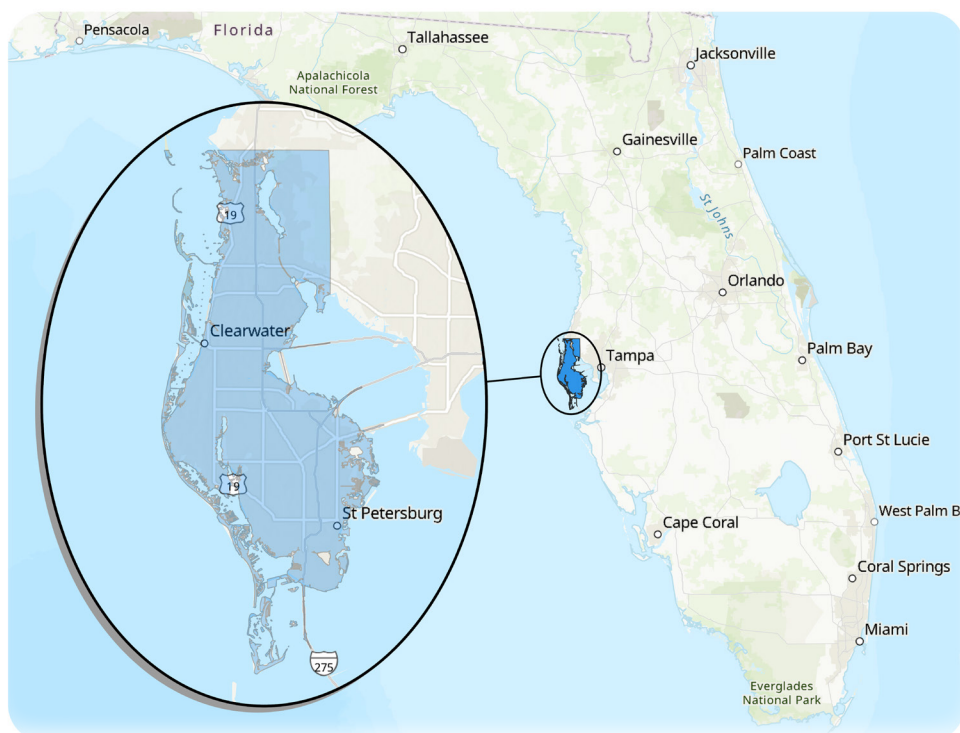 Pensacola
Florida
Tallahassee
Jacksonville
Apalachicola
National Forest
Gainesville
Palm Coast
St Johns
19
Orlando
Clearwater
Tampa
Palm Bay
Port St Lucie
19
St Petersburg
West Palm B
Cape Coral
Coral Springs
Miami
275
Everglades
National Park